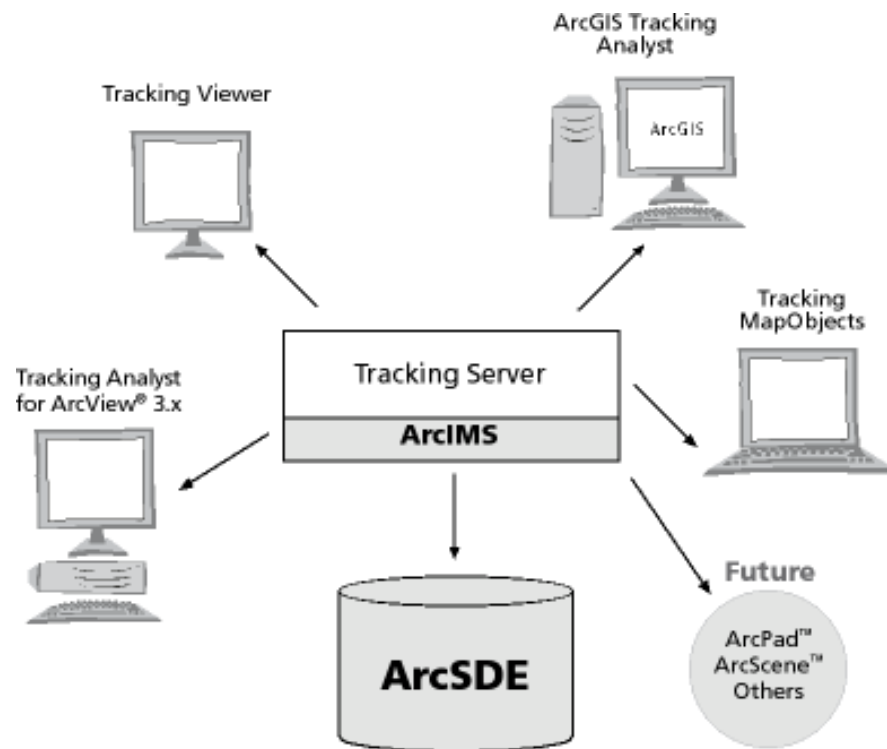 ArcGIS Tracking
Analyst
Tracking Viewer
ArcGIS
Tracking
MapObjects
Tracking Server
ArcIMS
Tracking Analyst
for ArcView® 3.x
Future
ArcPad™
ArcScene™
Others
ArcSDE